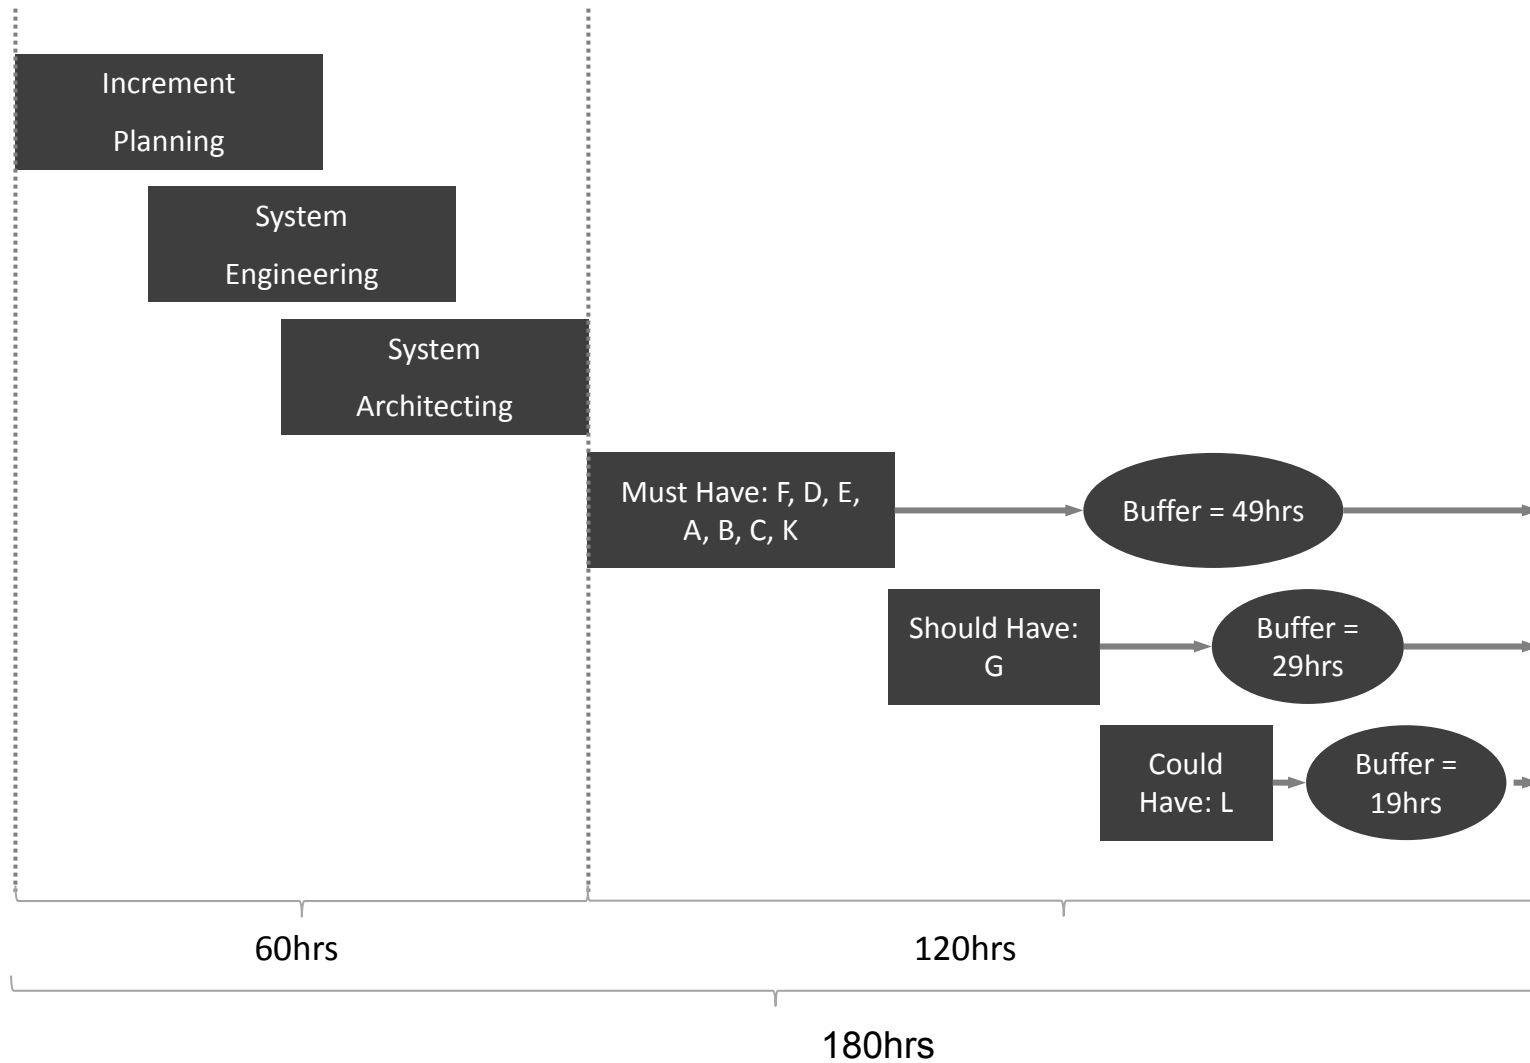 Increment
Planning
System
Engineering
System
Architecting
Must Have: F, D, E,
A, B, C, K
Buffer = 49hrs
Should Have:
G
Buffer =
29hrs
Could
Have: L
Buffer =
19hrs
60hrs
120hrs
180hrs